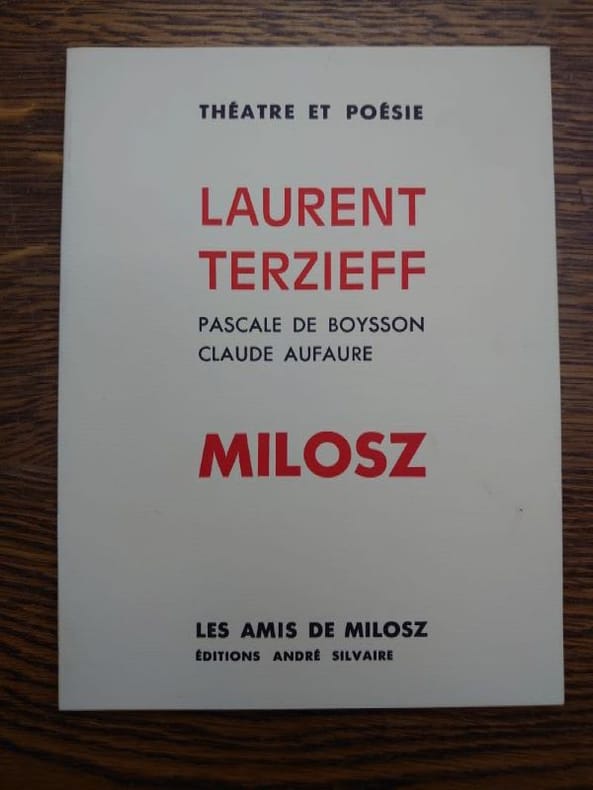 THÉATRE ET POÉSIE
LAURENT
TERZIEFF
PASCALE DE BOYSSON
CLAUDE AUFAURE
MILOSZ
LES AMIS DE MILOSZ
ÉDITIONS ANDRÉ SILVAIRE